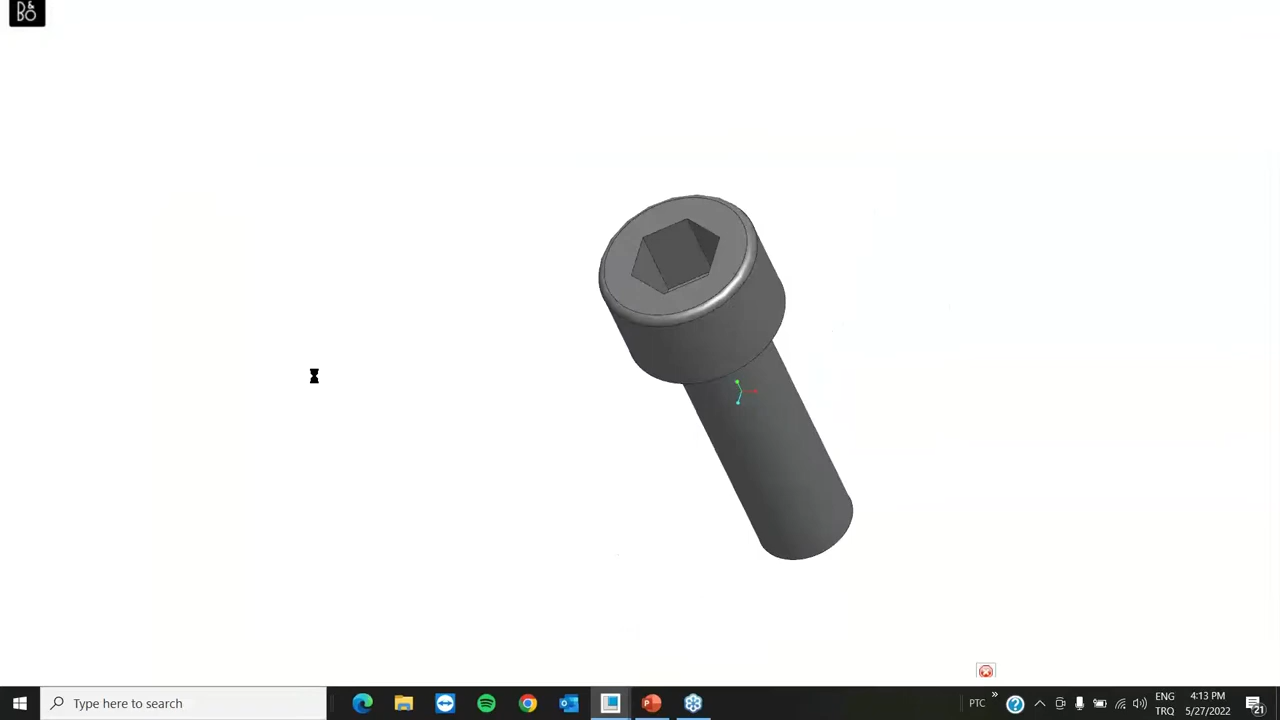 B&O
Type here to search
PTC
ENG
TRQ
4:13 PM
5/27/2022
21